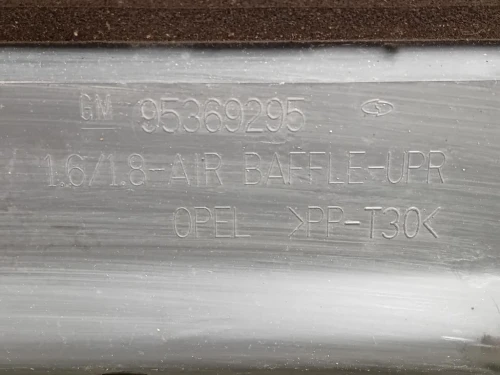 GM 95369295
1.6/1.8-AIR BAFFLE-UPR
OPEL >PP-T30<